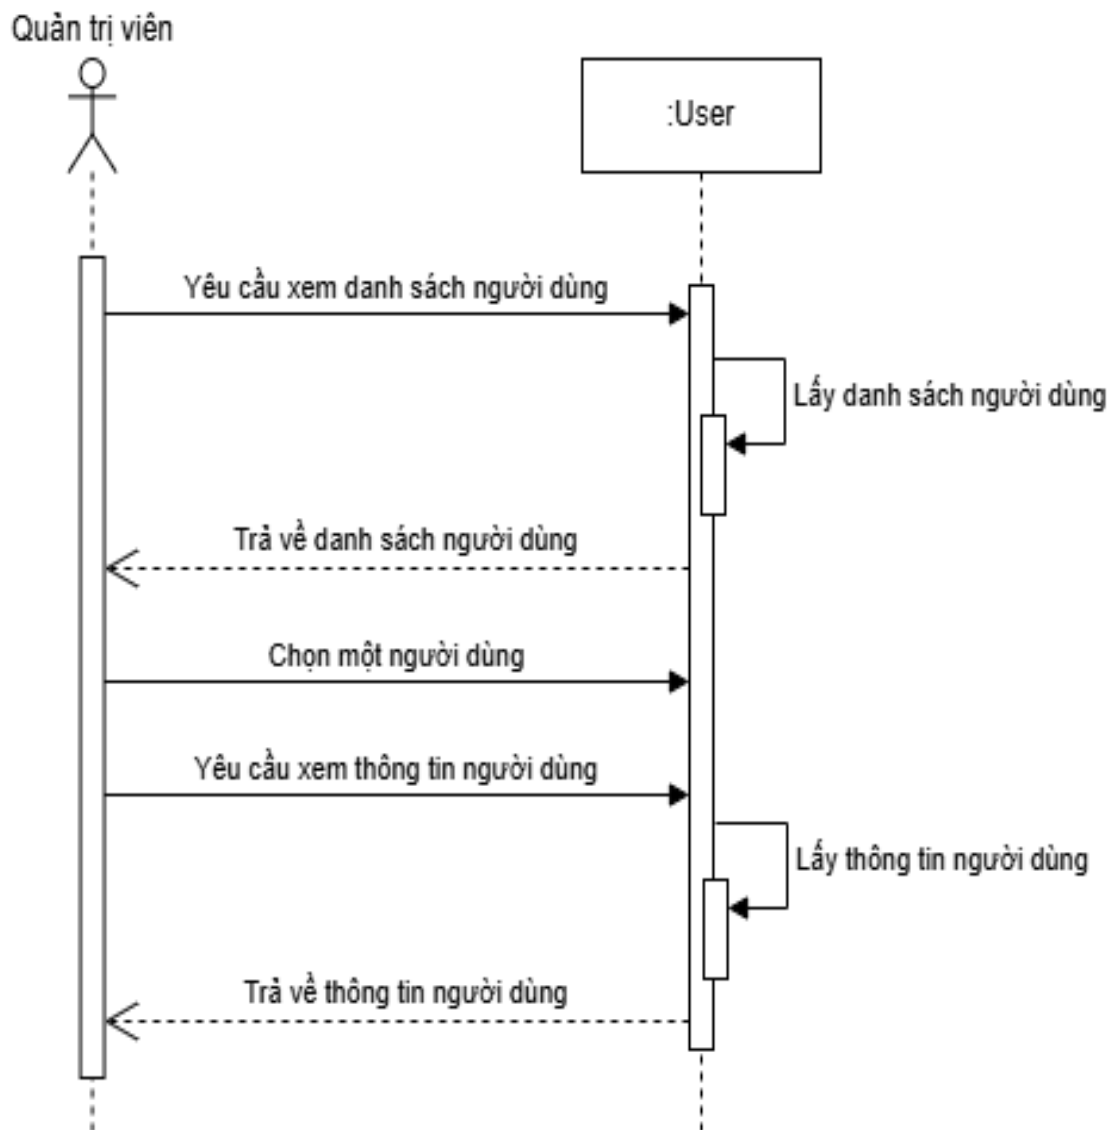 Quản trị viên
:User
Yêu cầu xem danh sách người dùng
Lấy danh sách người dùng
Trả về danh sách người dùng
Chọn một người dùng
Yêu cầu xem thông tin người dùng
Lấy thông tin người dùng
Trả về thông tin người dùng